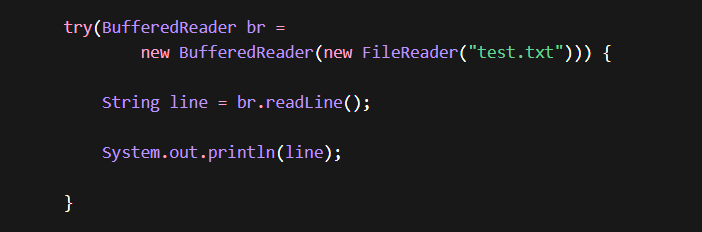 try(BufferedReader br =
new BufferedReader(new FileReader("test.txt"))) {
String line = br.readLine();
System.out.println(line);
}